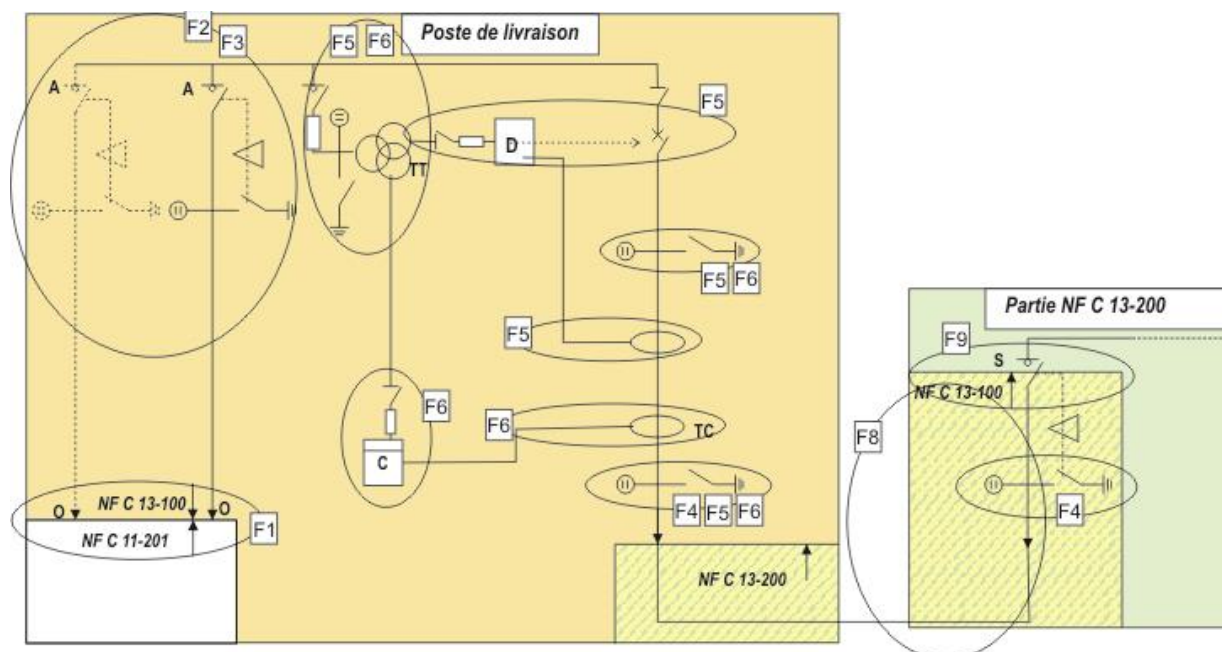 F2
F3
F5
F6
Poste de livraison
A
A
F5
D
TT
F5
F6
F5
Partie NF C 13-200
F9
S
NF C 13-100
F6
F6
TC
C
F8
F4
F5
F6
F4
O
NF C 13-100
O
F1
NF C 11-201
NF C 13-200